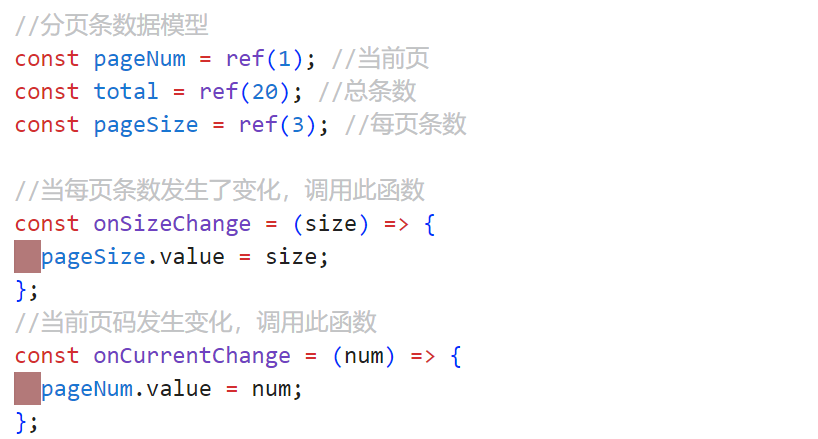 //分页条数据模型
const pageNum = ref(1); //当前页
const total = ref(20); //总条数
const pageSize = ref(3); //每页条数

//当每页条数发生了变化，调用此函数
const onSizeChange = (size) => {
  pageSize.value = size;
};
//当前页码发生变化，调用此函数
const onCurrentChange = (num) => {
  pageNum.value = num;
};